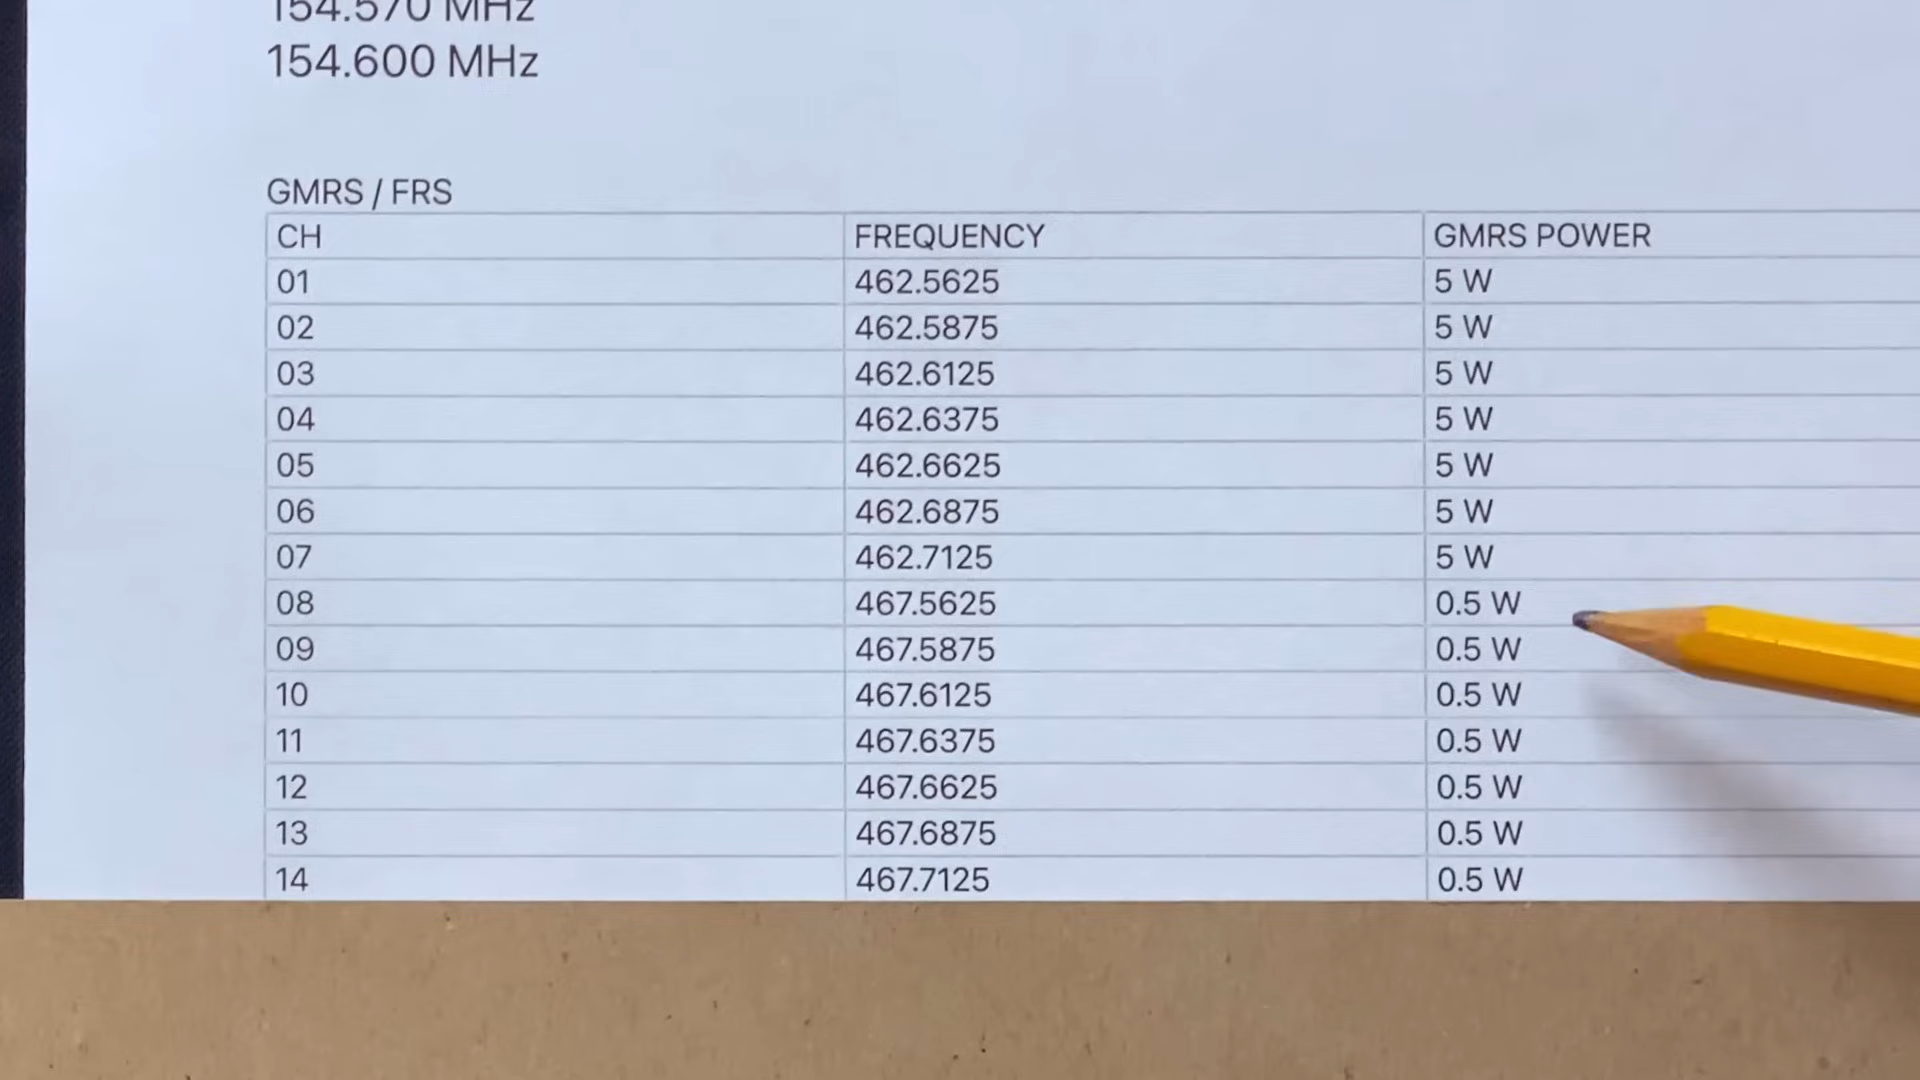 154.570 MHz
154.600 MHz
GMRS / FRS
CH FREQUENCY GMRS POWER
01 462.5625 5 W
02 462.5875 5 W
03 462.6125 5 W
04 462.6375 5 W
05 462.6625 5 W
06 462.6875 5 W
07 462.7125 5 W
08 467.5625 0.5 W
09 467.5875 0.5 W
10 467.6125 0.5 W
11 467.6375 0.5 W
12 467.6625 0.5 W
13 467.6875 0.5 W
14 467.7125 0.5 W